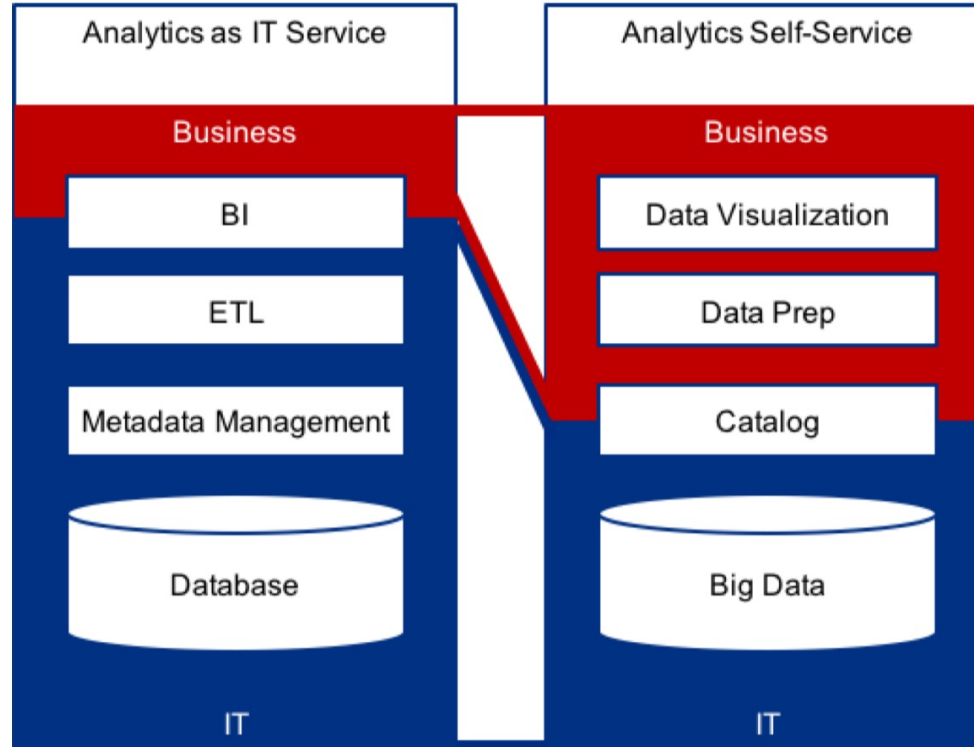 Analytics as IT Service
Business
BI
ETL
Metadata Management
Database
IT
Analytics Self-Service
Business
Data Visualization
Data Prep
Catalog
Big Data
IT